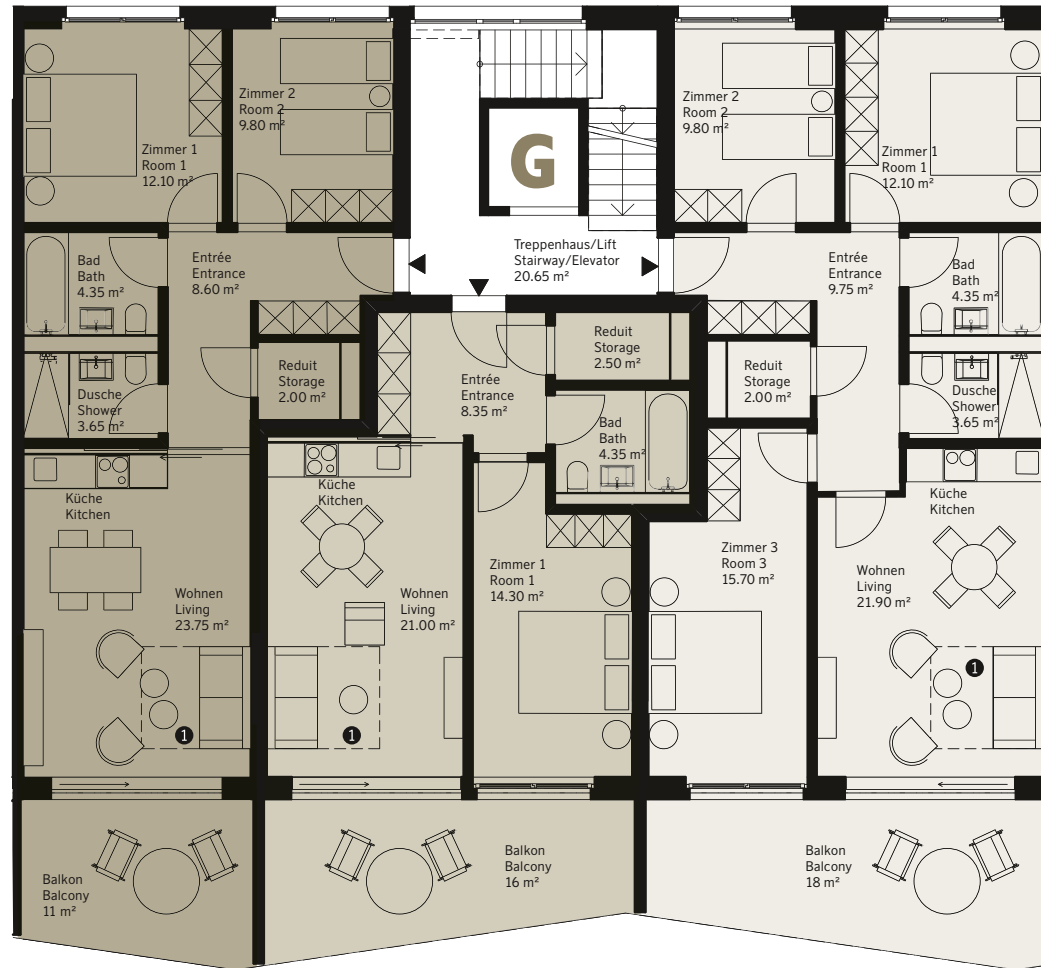 Zimmer 1
Room 1
12.10 m²
Zimmer 2
Room 2
9.80 m²
G
Zimmer 2
Room 2
9.80 m²
Zimmer 1
Room 1
12.10 m²
Bad
Bath
4.35 m²
Entrée
Entrance
8.60 m²
Treppenhaus/Lift
Stairway/Elevator
20.65 m²
Entrée
Entrance
9.75 m²
Bad
Bath
4.35 m²
Dusche
Shower
3.65 m²
Reduit
Storage
2.00 m²
Entrée
Entrance
8.35 m²
Reduit
Storage
2.50 m²
Bad
Bath
4.35 m²
Reduit
Storage
2.00 m²
Dusche
Shower
3.65 m²
Küche
Kitchen
Küche
Kitchen
Küche
Kitchen
Wohnen
Living
23.75 m²
Wohnen
Living
21.00 m²
Zimmer 1
Room 1
14.30 m²
Zimmer 3
Room 3
15.70 m²
Wohnen
Living
21.90 m²
1
1
1
Balkon
Balcony
11 m²
Balkon
Balcony
16 m²
Balkon
Balcony
18 m²